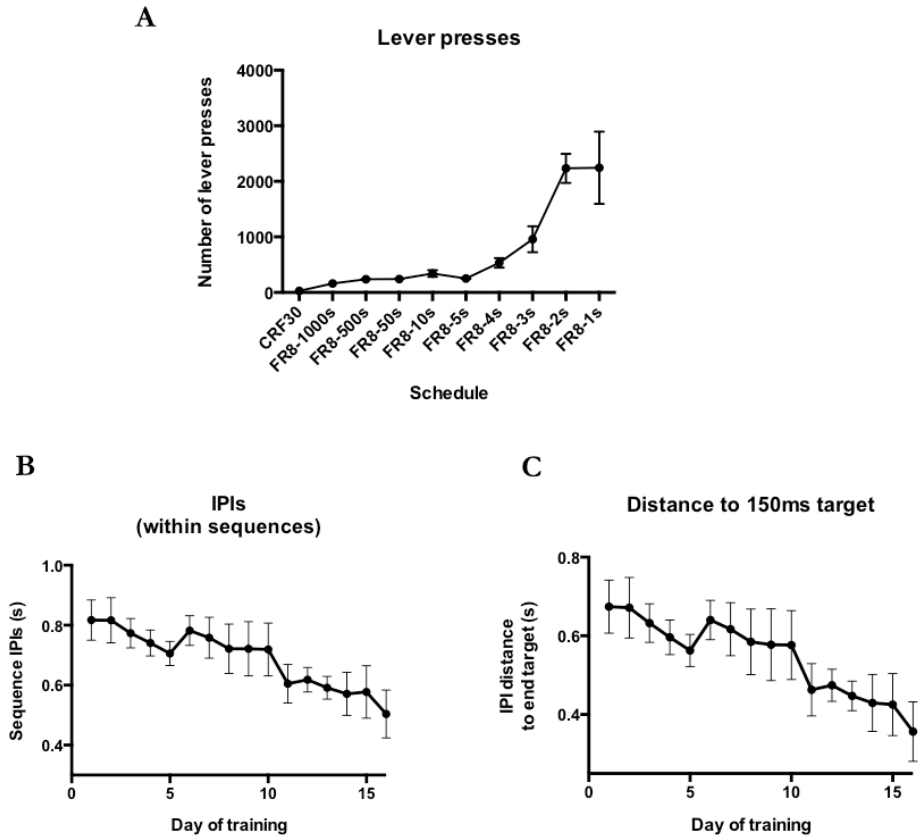 A
Lever presses
Number of lever presses
4000
3000
2000
1000
0
CRF30
FR8-1000s
FR8-500s
FR8-50s
FR8-10s
FR8-5s
FR8-4s
FR8-3s
FR8-2s
FR8-1s
Schedule
B
IPIs
(within sequences)
Sequence IPIs (s)
1.0
0.8
0.6
0.4
0
5
10
15
Day of training
C
Distance to 150ms target
IPI distance
to end target (s)
0.8
0.6
0.4
0
5
10
15
Day of training